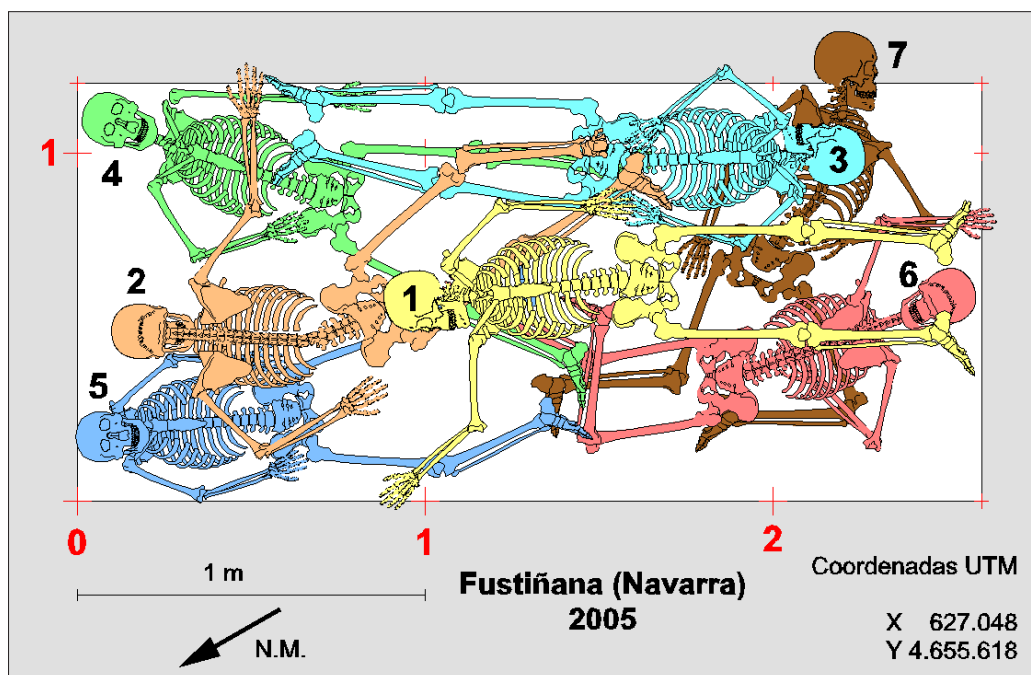 7
1
4
3
2
1
6
5
0
1
2
1 m
Coordenadas UTM
Fustiñana (Navarra)
2005
X 627.048
N.M.
Y 4.655.618